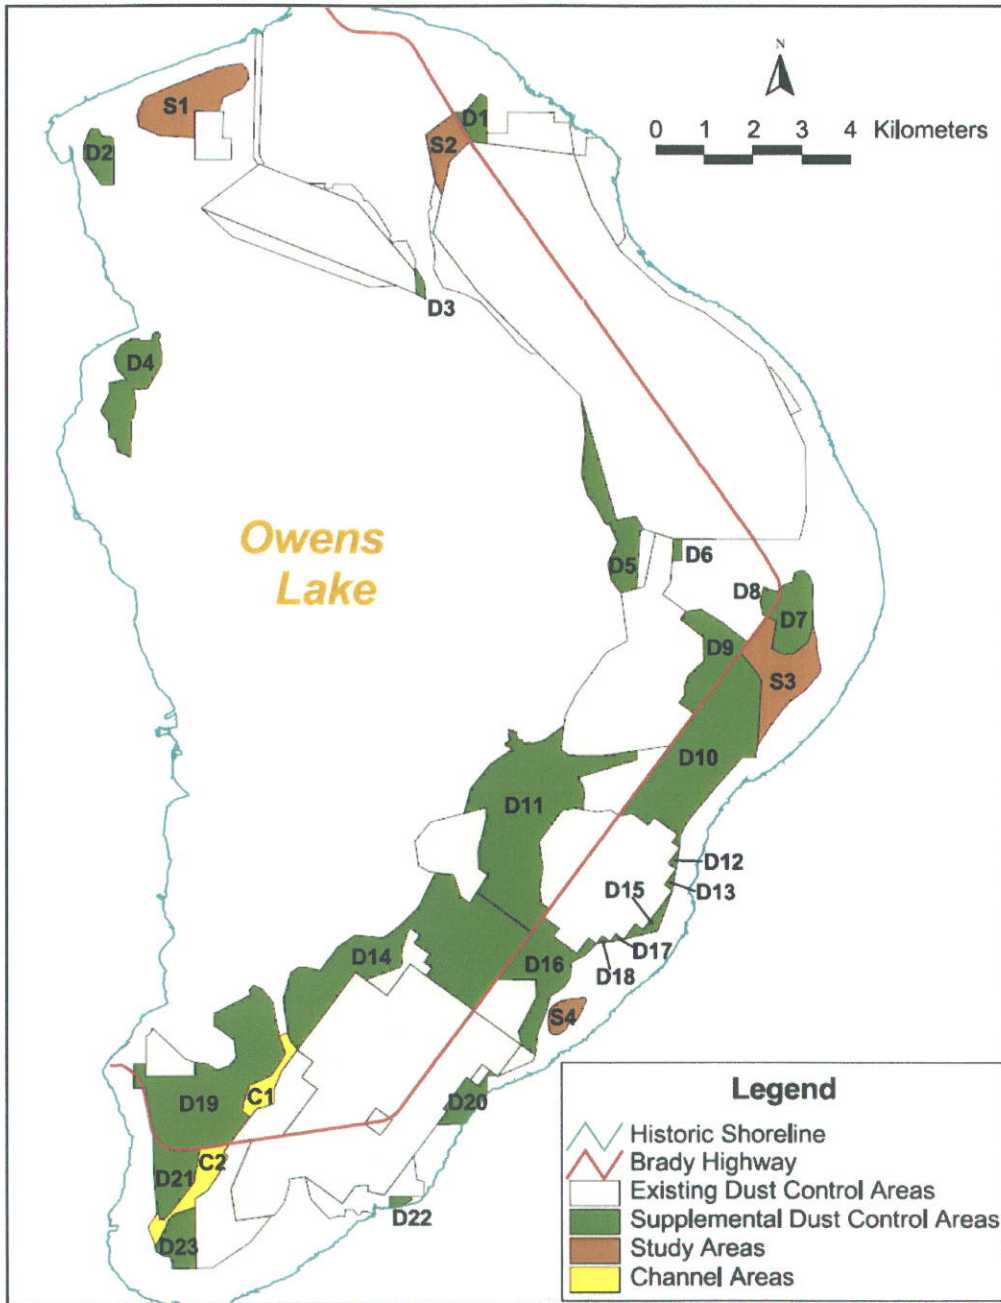 N
0 1 2 3 4 Kilometers
S1
D1
S2
D2
D3
D4
Owens
Lake
D5
D6
D8
D7
D9
S3
D10
D11
D12
D13
D15
D14
D16
D17
D18
S4
C1
D19
D20
C2
D21
D22
D23
Legend
Historic Shoreline
Brady Highway
Existing Dust Control Areas
Supplemental Dust Control Areas
Study Areas
Channel Areas